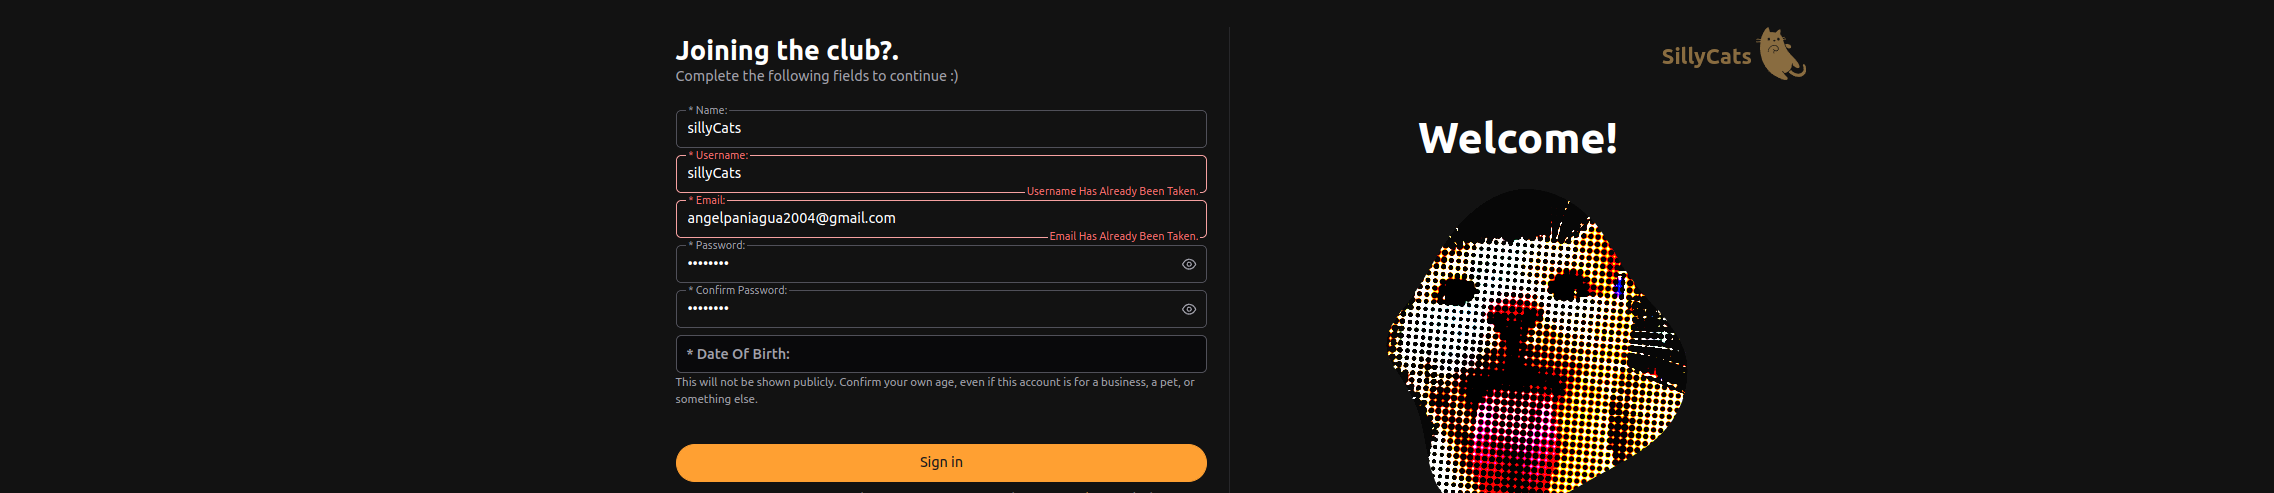 Joining the club?.
Complete the following fields to continue :)
* Name:
sillyCats
* Username:
sillyCats
Username Has Already Been Taken.
* Email:
angelpaniagua2004@gmail.com
Email Has Already Been Taken.
* Password:
••••••••
* Confirm Password:
••••••••
* Date Of Birth:
This will not be shown publicly. Confirm your own age, even if this account is for a business, a pet, or
something else.
Sign in
SillyCats
Welcome!